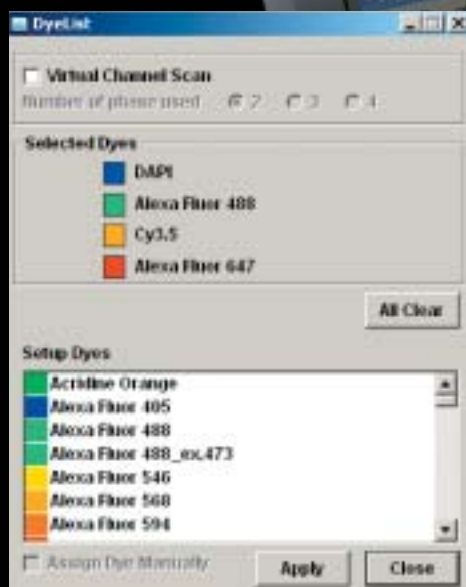 DyeList
Virtual Channel Scan
Number of phase used 2 3 4
Selected Dyes
DAPI
Alexa Fluor 488
Cy3.5
Alexa Fluor 647
All Clear
Setup Dyes
Acridine Orange
Alexa Fluor 405
Alexa Fluor 488
Alexa Fluor 488_ex.473
Alexa Fluor 546
Alexa Fluor 568
Alexa Fluor 594
Assign Dye Manually Apply Close